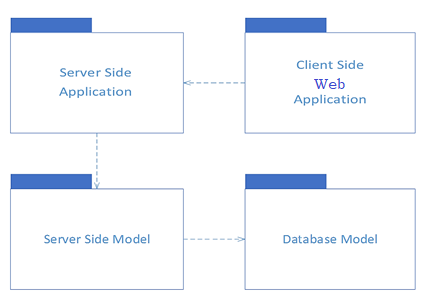 Server Side
Application
Client Side
Web
Application
Server Side Model
Database Model